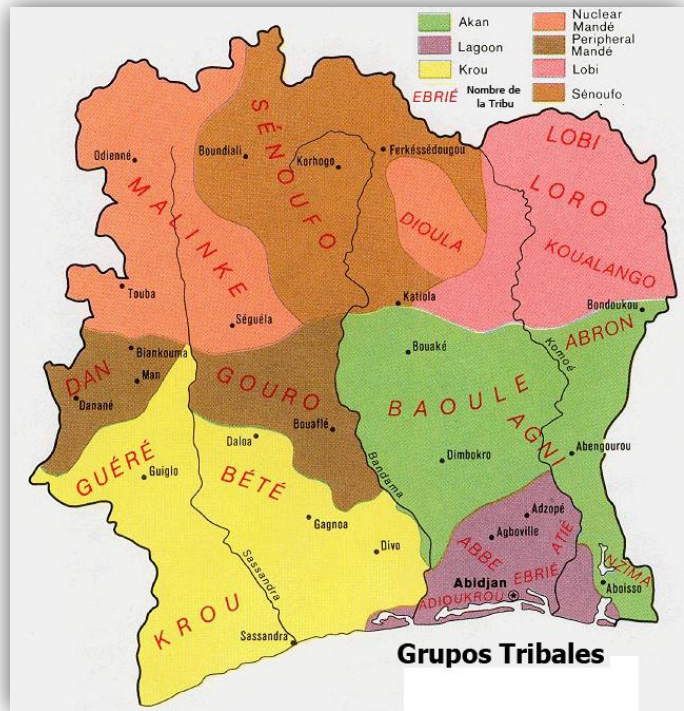 Akan
Lagoon
Krou
EBRIÉ
Nombre de
la Tribu
Nuclear
Mandé
Peripheral
Mandé
Lobi
Sénoufo
SÉNOUFO
LOBI
LORO
KOUALANGO
Odienné
Boundiali
Korhogo
Ferkéssédougou
MALINKE
DIOULA
Touba
Séguéla
Katiola
Bondoukou
ABRON
Biankouma
Bouaké
Komoé
DAN
Man
GOURO
BAOULE
Danané
Bouaflé
AGNI
GUÉRÉ
Daloa
Bandama
Dimbokro
Abengourou
Guiglo
BÉTÉ
Gagnoa
Adzopé
Agboville
ATIÉ
Divo
ABBÉ
NZIMA
Sassandra
Abidjan
EBRIÉ
Aboisso
ADIOUKROU
KROU
Sassandra
Grupos Tribales